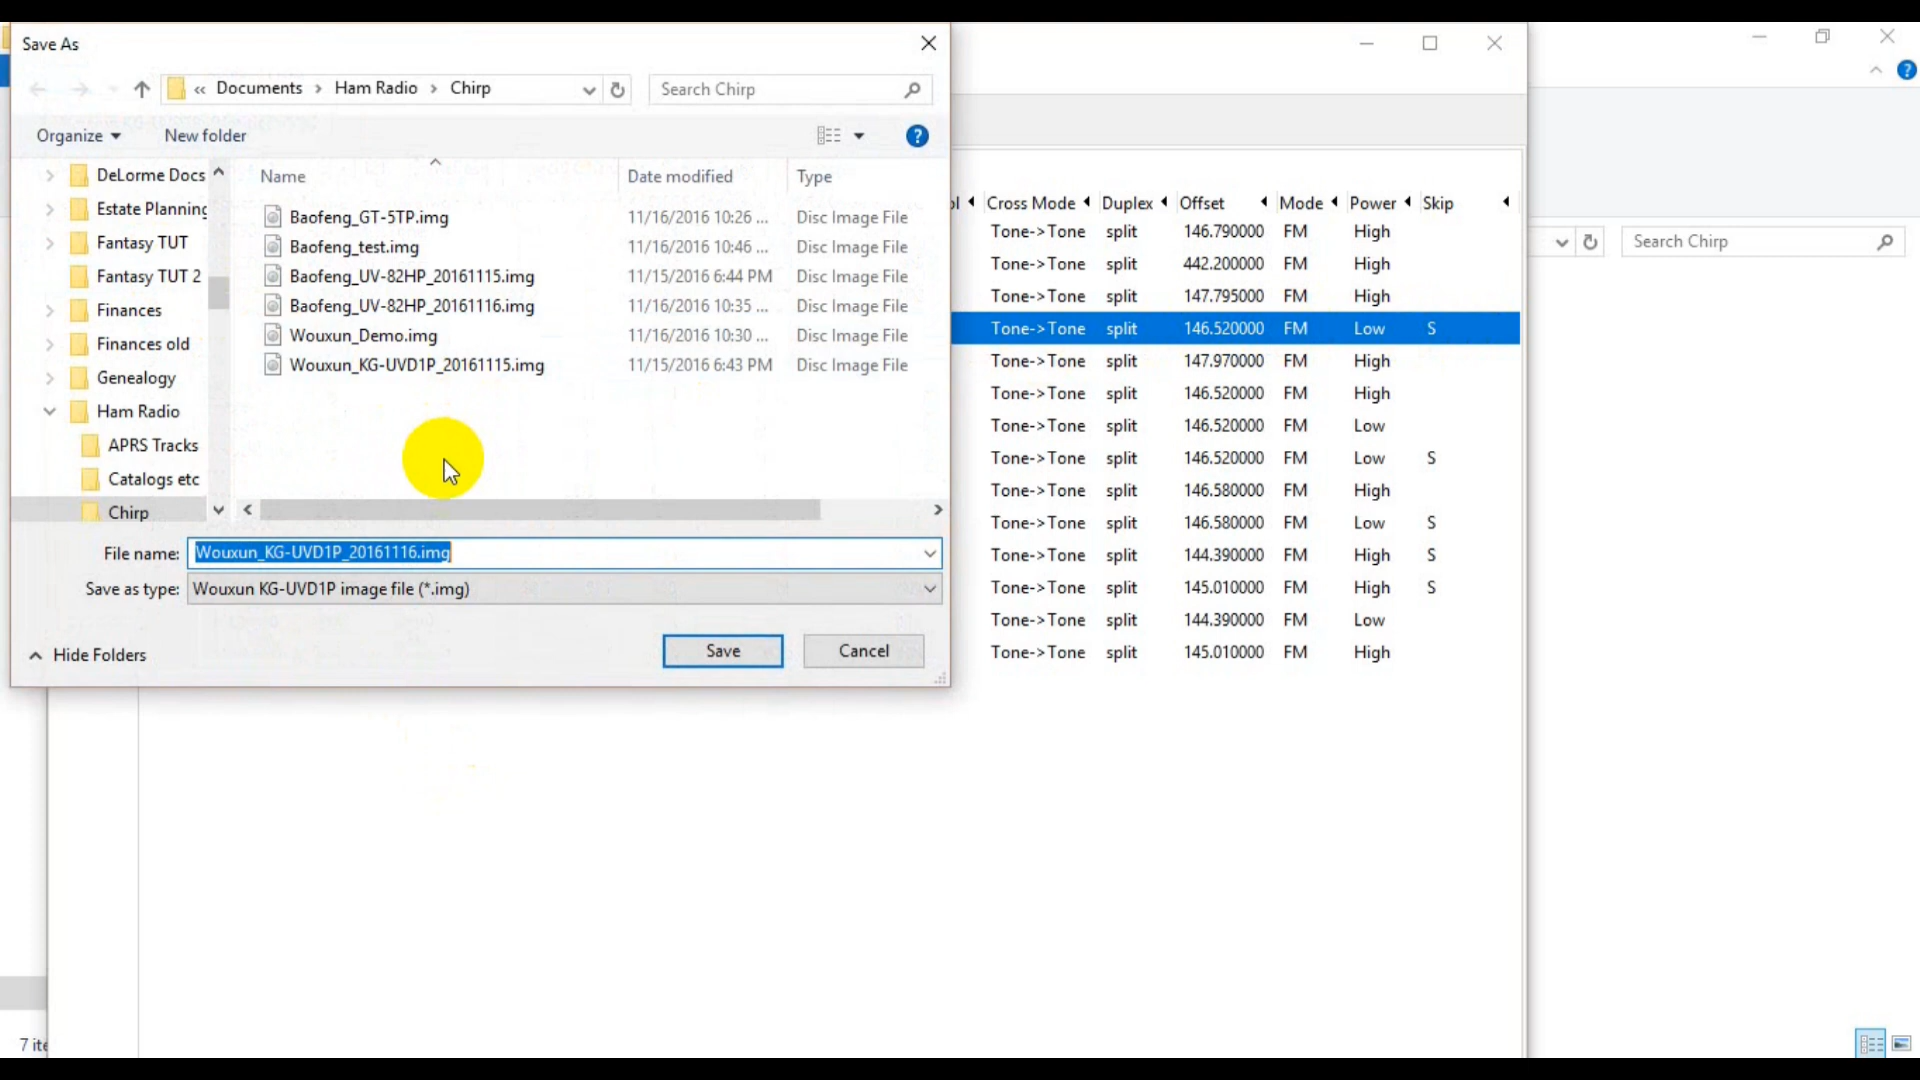 Save As
« Documents › Ham Radio › Chirp
Search Chirp
Organize
New folder
DeLorme Docs
Estate Planning
Fantasy TUT
Fantasy TUT 2
Finances
Finances old
Genealogy
Ham Radio
APRS Tracks
Catalogs etc
Chirp
Name Date modified Type
Baofeng_GT-5TP.img 11/16/2016 10:26 ... Disc Image File
Baofeng_test.img 11/16/2016 10:46 ... Disc Image File
Baofeng_UV-82HP_20161115.img 11/15/2016 6:44 PM Disc Image File
Baofeng_UV-82HP_20161116.img 11/16/2016 10:35 ... Disc Image File
Wouxun_Demo.img 11/16/2016 10:30 ... Disc Image File
Wouxun_KG-UVD1P_20161115.img 11/15/2016 6:43 PM Disc Image File
File name: Wouxun_KG-UVD1P_20161116.img
Save as type: Wouxun KG-UVD1P image file (*.img)
Hide Folders
Save
Cancel
Cross Mode Duplex Offset Mode Power Skip
Tone->Tone split 146.790000 FM High
Tone->Tone split 442.200000 FM High
Tone->Tone split 147.795000 FM High
Tone->Tone split 146.520000 FM Low S
Tone->Tone split 147.970000 FM High
Tone->Tone split 146.520000 FM High
Tone->Tone split 146.520000 FM Low
Tone->Tone split 146.520000 FM Low S
Tone->Tone split 146.580000 FM High
Tone->Tone split 146.580000 FM Low S
Tone->Tone split 144.390000 FM High S
Tone->Tone split 145.010000 FM High S
Tone->Tone split 144.390000 FM Low
Tone->Tone split 145.010000 FM High
Search Chirp
7 ite